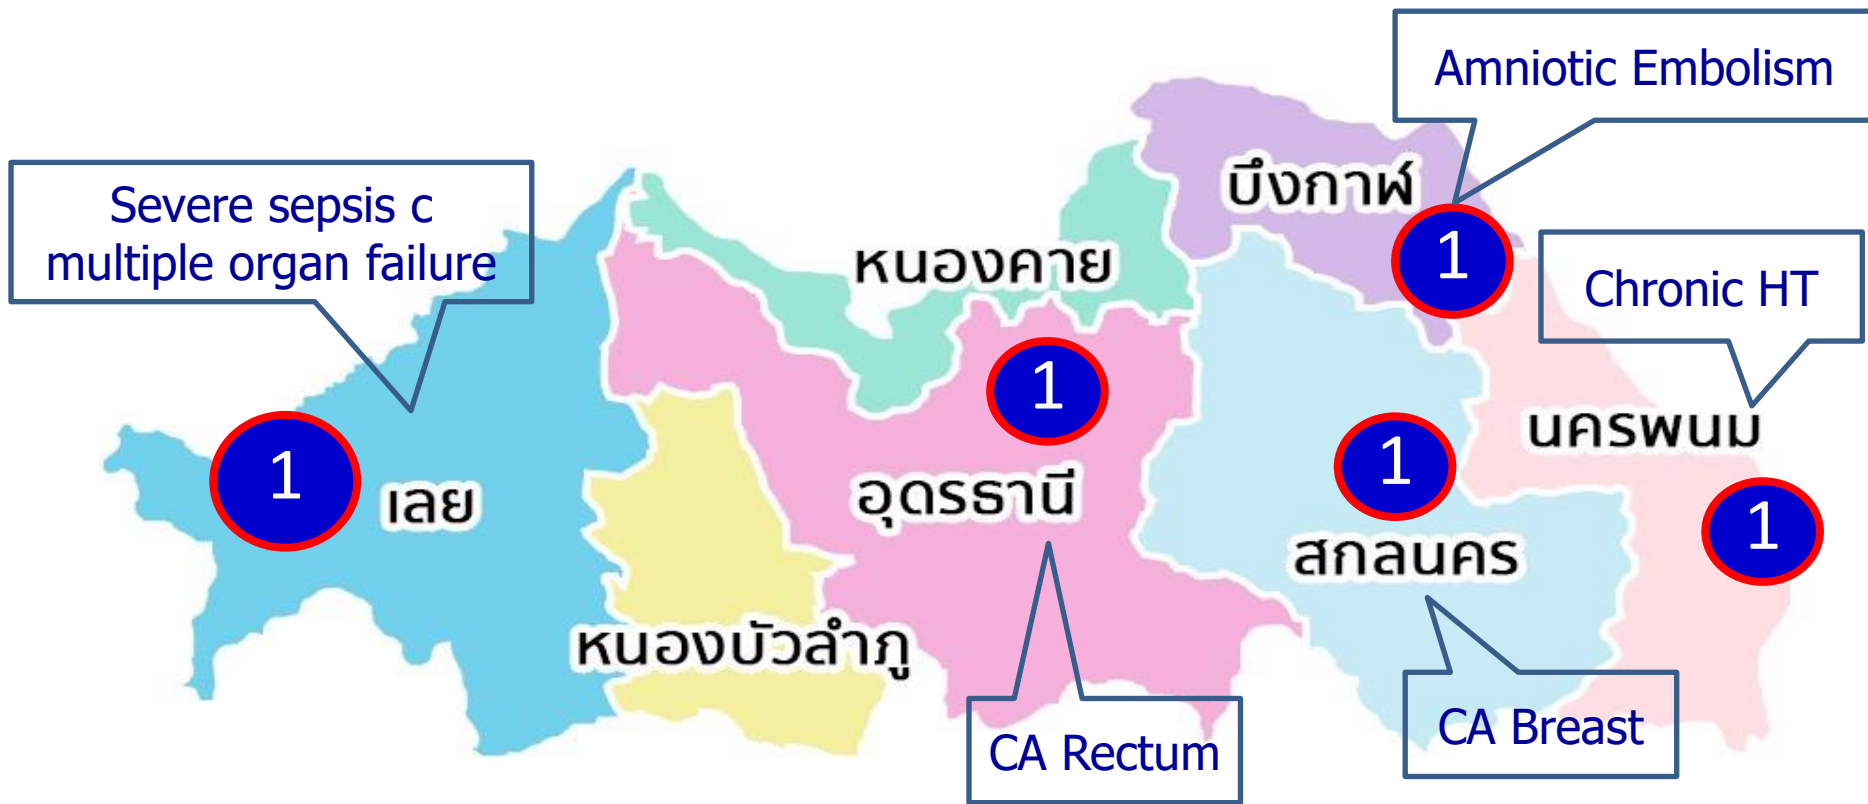 Amniotic Embolism
Severe sepsis c
multiple organ failure
บึงกาฬ
หนองคาย
1
Chronic HT
1
นครพนม
1
1
เลย
อุดรธานี
1
สกลนคร
หนองบัวลำภู
CA Rectum
CA Breast